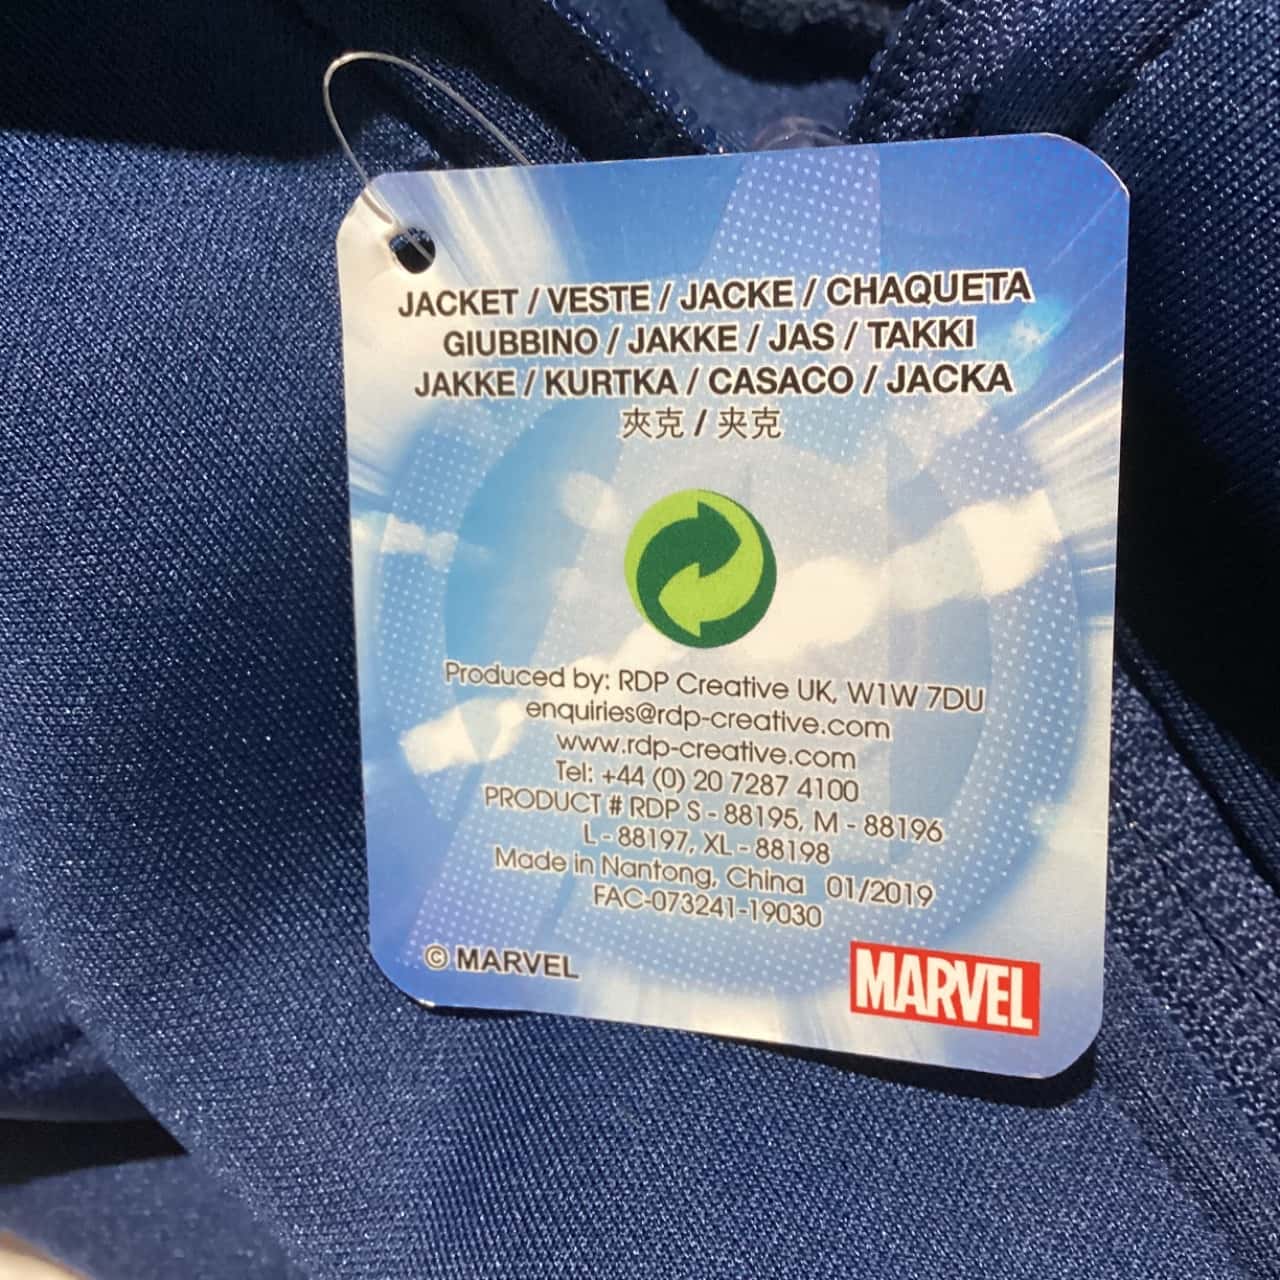 JACKET / VESTE / JACKE / CHAQUETA
GIUBBINO / JAKKE / JAS / TAKKI
JAKKE / KURTKA / CASACO / JACKA
夾克 / 夹克
Produced by: RDP Creative UK, W1W 7DU
enquiries@rdp-creative.com
www.rdp-creative.com
Tel: +44 (0) 20 7287 4100
PRODUCT # RDP S - 88195, M - 88196
L - 88197, XL - 88198
Made in Nantong, China 01/2019
FAC-073241-19030
© MARVEL
MARVEL